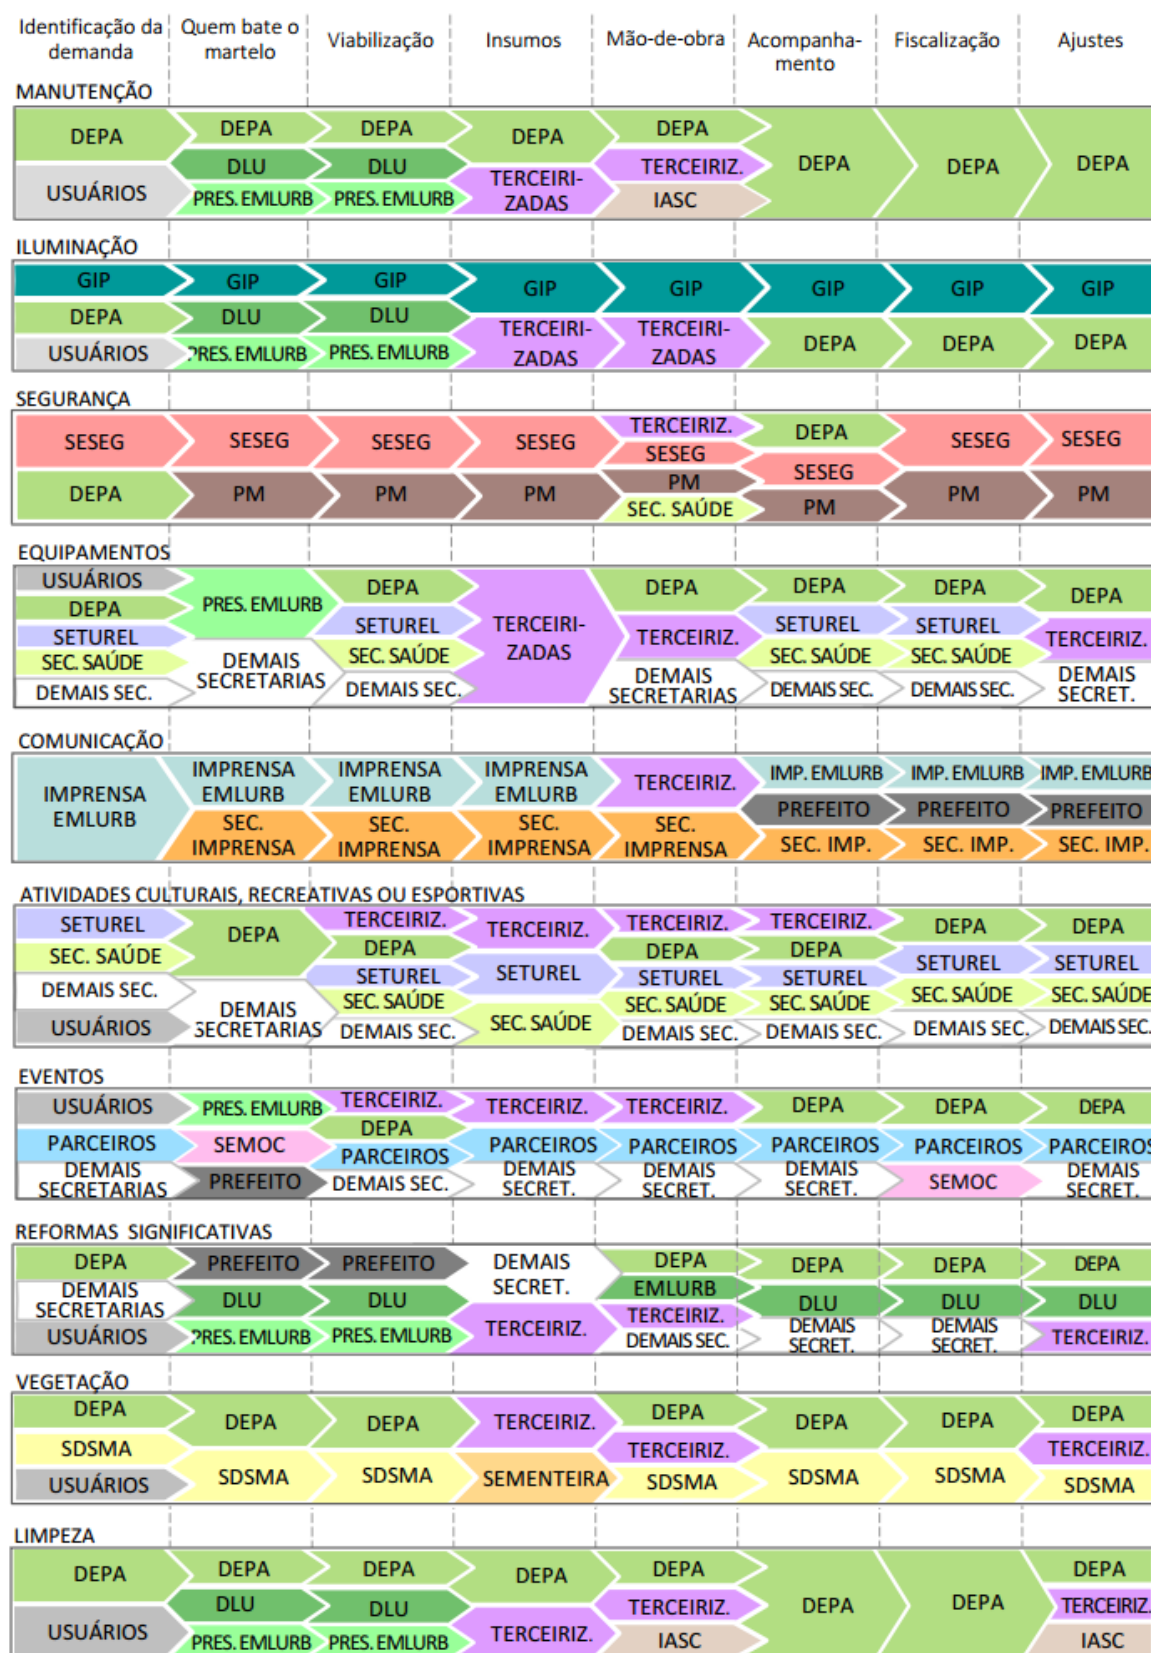 Identificação da demanda
Quem bate o martelo
Viabilização
Insumos
Mão-de-obra
Acompanha-
mento
Fiscalização
Ajustes
MANUTENÇÃO
DEPA
USUÁRIOS
DEPA
DLU
PRES. EMLURB
DEPA
DLU
PRES. EMLURB
DEPA
TERCEIRI-
ZADAS
DEPA
TERCEIRIZ.
IASC
DEPA
DEPA
DEPA
ILUMINAÇÃO
GIP
DEPA
USUÁRIOS
GIP
DLU
PRES. EMLURB
GIP
DLU
PRES. EMLURB
GIP
TERCEIRI-
ZADAS
GIP
TERCEIRI-
ZADAS
GIP
DEPA
GIP
DEPA
GIP
DEPA
SEGURANÇA
SESEG
DEPA
SESEG
PM
SESEG
PM
SESEG
PM
TERCEIRIZ.
SESEG
PM
SEC. SAÚDE
DEPA
SESEG
PM
SESEG
PM
SESEG
PM
EQUIPAMENTOS
USUÁRIOS
DEPA
SETUREL
SEC. SAÚDE
DEMAIS SEC.
PRES. EMLURB
DEMAIS
SECRETARIAS
DEPA
SETUREL
SEC. SAÚDE
DEMAIS SEC.
TERCEIRI-
ZADAS
DEPA
TERCEIRIZ.
DEMAIS
SECRETARIAS
DEPA
SETUREL
SEC. SAÚDE
DEMAIS SEC.
DEPA
SETUREL
SEC. SAÚDE
DEMAIS SEC.
DEPA
TERCEIRIZ.
DEMAIS
SECRET.
COMUNICAÇÃO
IMPRENSA
EMLURB
IMPRENSA
EMLURB
SEC.
IMPRENSA
IMPRENSA
EMLURB
SEC.
IMPRENSA
IMPRENSA
EMLURB
SEC.
IMPRENSA
TERCEIRIZ.
SEC.
IMPRENSA
IMP. EMLURB
PREFEITO
SEC. IMP.
IMP. EMLURB
PREFEITO
SEC. IMP.
IMP. EMLURB
PREFEITO
SEC. IMP.
ATIVIDADES CULTURAIS, RECREATIVAS OU ESPORTIVAS
SETUREL
SEC. SAÚDE
DEMAIS SEC.
USUÁRIOS
DEPA
DEMAIS
SECRETARIAS
TERCEIRIZ.
DEPA
SETUREL
SEC. SAÚDE
DEMAIS SEC.
TERCEIRIZ.
SETUREL
SEC. SAÚDE
TERCEIRIZ.
DEPA
SETUREL
SEC. SAÚDE
DEMAIS SEC.
TERCEIRIZ.
DEPA
SETUREL
SEC. SAÚDE
DEMAIS SEC.
DEPA
SETUREL
SEC. SAÚDE
DEMAIS SEC.
DEPA
SETUREL
SEC. SAÚDE
DEMAIS SEC.
EVENTOS
USUÁRIOS
PARCEIROS
DEMAIS
SECRETARIAS
PRES. EMLURB
SEMOC
PREFEITO
TERCEIRIZ.
DEPA
PARCEIROS
DEMAIS SEC.
TERCEIRIZ.
PARCEIROS
DEMAIS
SECRET.
TERCEIRIZ.
PARCEIROS
DEMAIS
SECRET.
DEPA
PARCEIROS
DEMAIS
SECRET.
DEPA
PARCEIROS
SEMOC
DEPA
PARCEIROS
DEMAIS
SECRET.
REFORMAS SIGNIFICATIVAS
DEPA
DEMAIS
SECRETARIAS
USUÁRIOS
PREFEITO
DLU
PRES. EMLURB
PREFEITO
DLU
PRES. EMLURB
DEMAIS
SECRET.
TERCEIRIZ.
DEPA
EMLURB
TERCEIRIZ.
DEMAIS SEC.
DEPA
DLU
DEMAIS
SECRET.
DEPA
DLU
DEMAIS
SECRET.
DEPA
DLU
TERCEIRIZ.
VEGETAÇÃO
DEPA
SDSMA
USUÁRIOS
DEPA
SDSMA
DEPA
SDSMA
TERCEIRIZ.
SEMENTEIRA
DEPA
TERCEIRIZ.
SDSMA
DEPA
SDSMA
DEPA
SDSMA
DEPA
TERCEIRIZ.
SDSMA
LIMPEZA
DEPA
USUÁRIOS
DEPA
DLU
PRES. EMLURB
DEPA
DLU
PRES. EMLURB
DEPA
TERCEIRIZ.
DEPA
TERCEIRIZ.
IASC
DEPA
DEPA
DEPA
TERCEIRIZ.
IASC